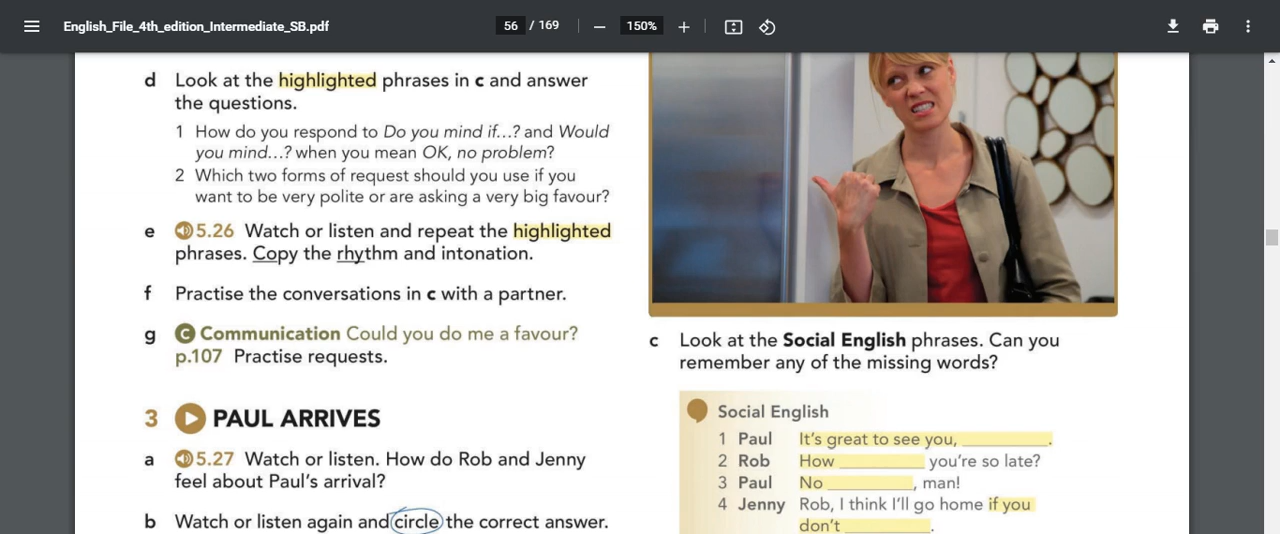 English_File_4th_edition_Intermediate_SB.pdf
56 / 169
150%
d Look at the highlighted phrases in c and answer
the questions.
1 How do you respond to Do you mind if...? and Would
you mind...? when you mean OK, no problem?
2 Which two forms of request should you use if you
want to be very polite or are asking a very big favour?
e 5.26 Watch or listen and repeat the highlighted
phrases. Copy the rhythm and intonation.
f Practise the conversations in c with a partner.
g C Communication Could you do me a favour?
p.107 Practise requests.
3 PAUL ARRIVES
a 5.27 Watch or listen. How do Rob and Jenny
feel about Paul's arrival?
b Watch or listen again and circle the correct answer.
c Look at the Social English phrases. Can you
remember any of the missing words?
Social English
1 Paul It's great to see you, __________.
2 Rob How __________ you're so late?
3 Paul No __________, man!
4 Jenny Rob, I think I'll go home if you
don't __________.